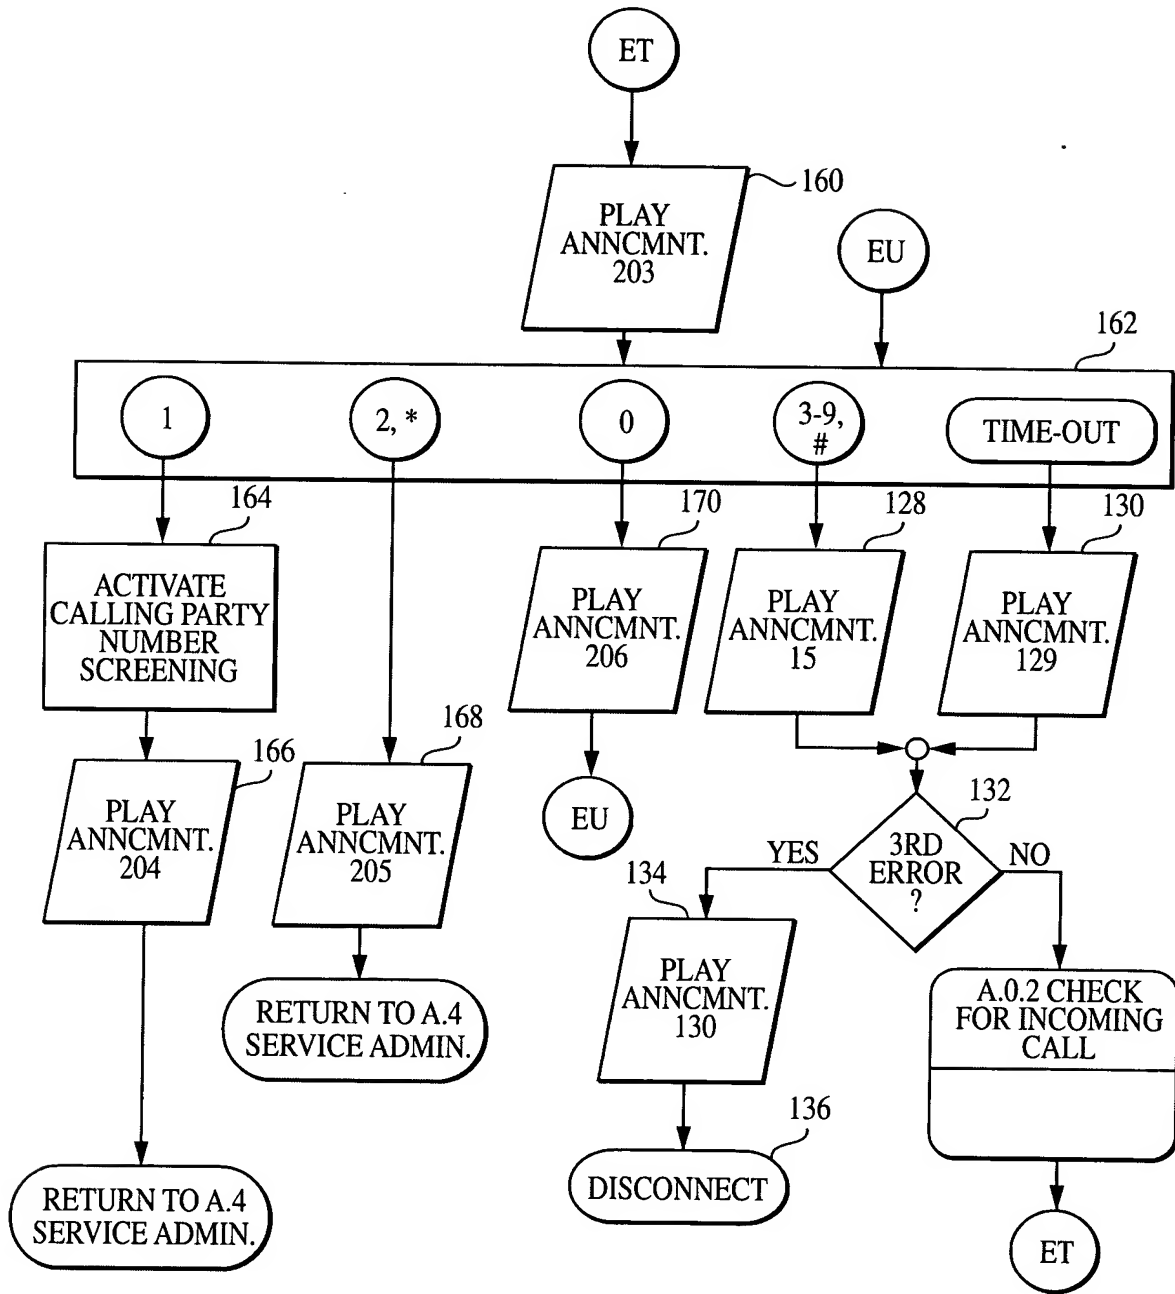 ET
160
PLAY
ANNCMNT.
203
EU
162
1
2, *
0
3-9,
#
TIME-OUT
164
170
128
130
ACTIVATE
CALLING PARTY
NUMBER
SCREENING
PLAY
ANNCMNT.
206
PLAY
ANNCMNT.
15
PLAY
ANNCMNT.
129
166
168
PLAY
ANNCMNT.
204
PLAY
ANNCMNT.
205
EU
132
3RD
ERROR
?
YES
NO
134
PLAY
ANNCMNT.
130
A.0.2 CHECK
FOR INCOMING
CALL
RETURN TO A.4
SERVICE ADMIN.
136
DISCONNECT
RETURN TO A.4
SERVICE ADMIN.
ET